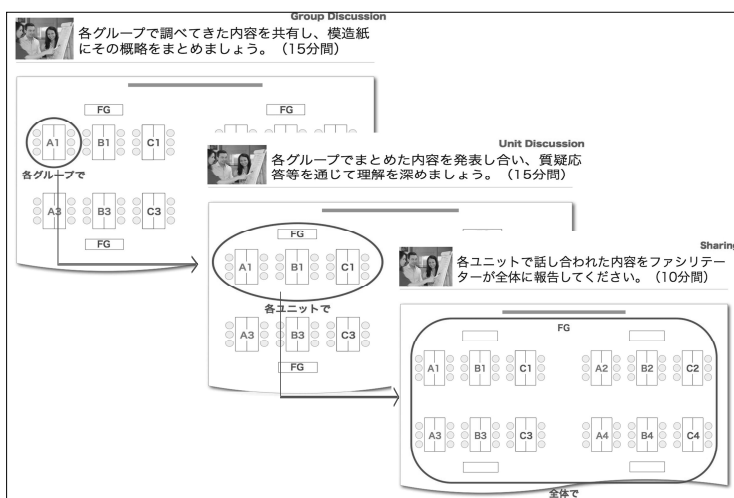 Group Discussion
各グループで調べてきた内容を共有し、模造紙
にその概略をまとめましょう。（15分間）
FG
FG
A1
B1
C1
各グループで
A3
B3
C3
FG
Unit Discussion
各グループでまとめた内容を発表し合い、質疑応
答等を通じて理解を深めましょう。（15分間）
FG
A1
B1
C1
各ユニットで
A3
B3
C3
FG
Sharing
各ユニットで話し合われた内容をファシリテー
ターが全体に報告してください。（10分間）
FG
A1
B1
C1
A2
B2
C2
A3
B3
C3
A4
B4
C4
全体で